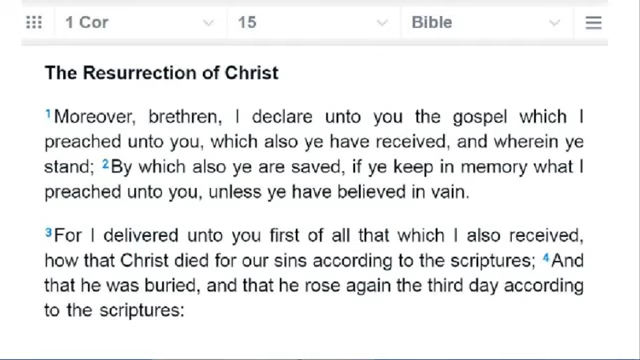 1 Cor 15 Bible
The Resurrection of Christ
1Moreover, brethren, I declare unto you the gospel which I
preached unto you, which also ye have received, and wherein ye
stand; 2By which also ye are saved, if ye keep in memory what I
preached unto you, unless ye have believed in vain.
3For I delivered unto you first of all that which I also received,
how that Christ died for our sins according to the scriptures; 4And
that he was buried, and that he rose again the third day according
to the scriptures: